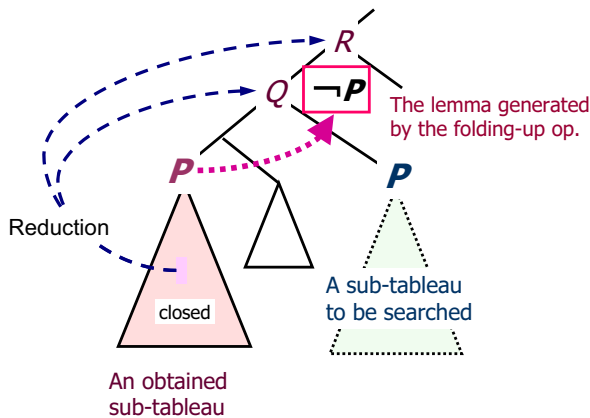 R
Q
¬P
The lemma generated
by the folding-up op.
P
P
Reduction
A sub-tableau
to be searched
closed
An obtained
sub-tableau